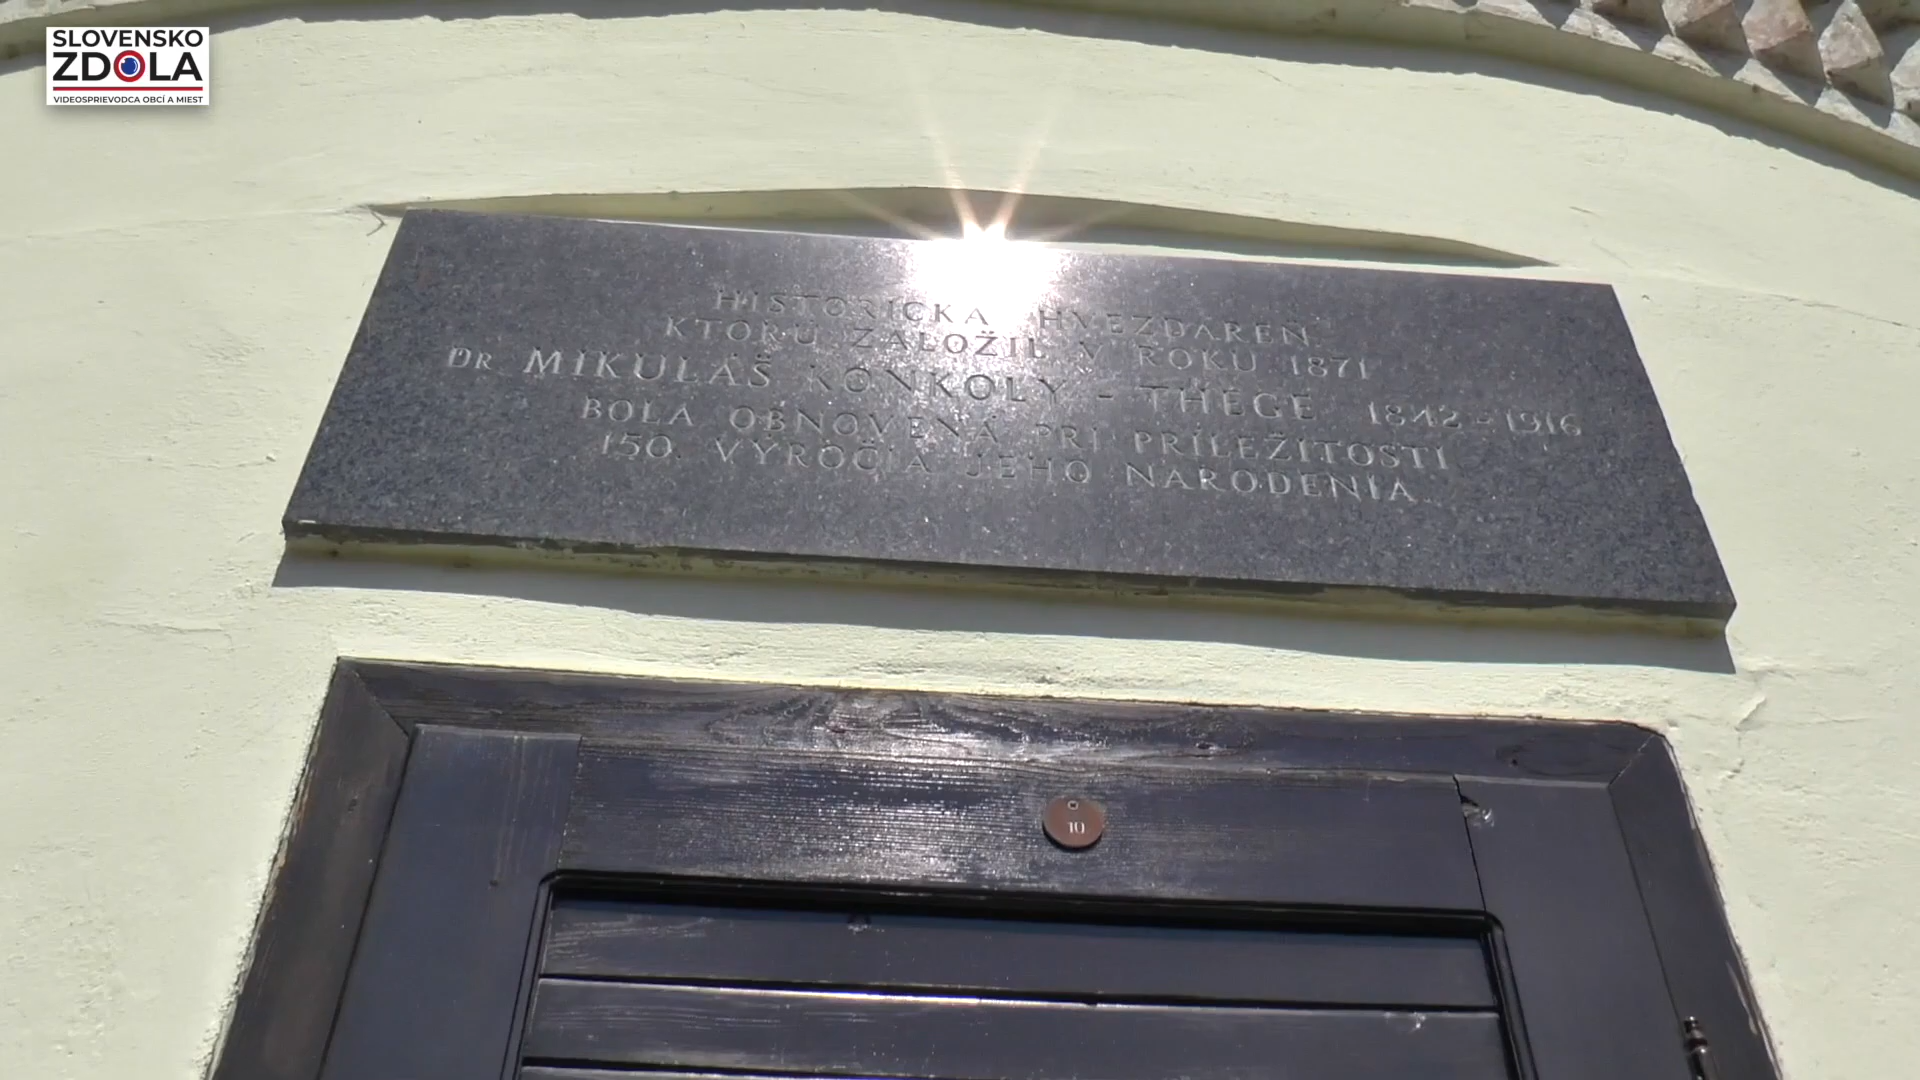 SLOVENSKO
ZDOLA
VIDEOSPRIEVODCA OBCÍ A MIEST
HISTORICKÁ HVEZDÁREŇ,
KTORÚ ZALOŽIL V ROKU 1871
DR MIKULÁŠ KONKOLY - THEGE 1842 - 1916
BOLA OBNOVENÁ PRI PRÍLEŽITOSTI
150. VÝROČIA JEHO NARODENIA.
10